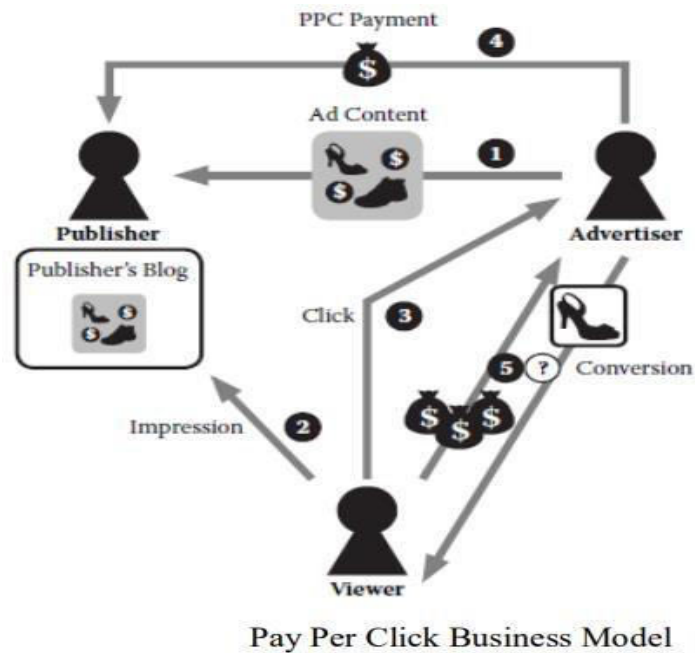 PPC Payment
4
$
Ad Content
1
$
$
Publisher
Advertiser
Publisher's Blog
$
$
Click
3
5 ? Conversion
$ $ $
Impression
2
Viewer
Pay Per Click Business Model